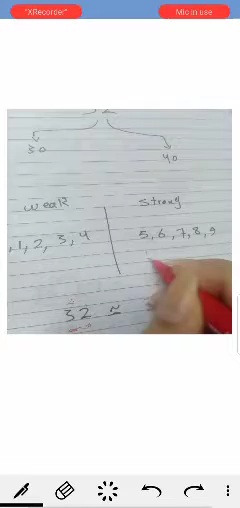 "XRecorder"
Mic in use
30
40
weak
strong
1, 2, 3, 4
5, 6, 7, 8, 9
32 ≈